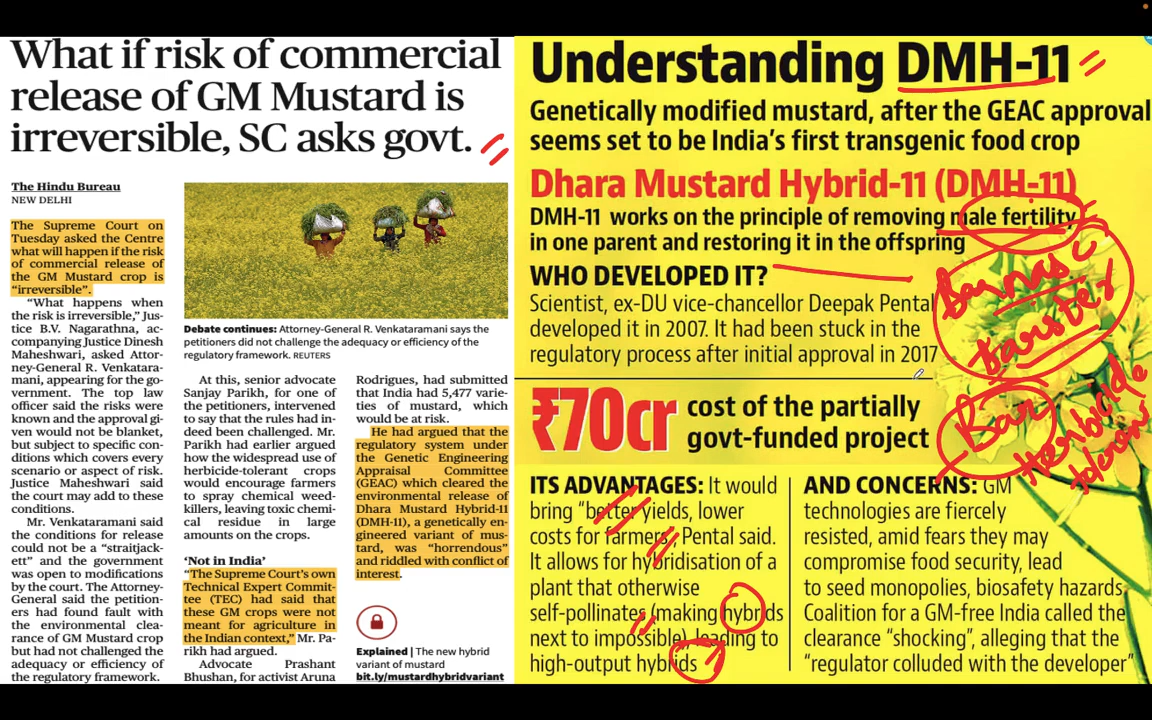 What if risk of commercial
release of GM Mustard is
irreversible, SC asks govt.
The Hindu Bureau
NEW DELHI
The Supreme Court on
Tuesday asked the Centre
what will happen if the risk
of commercial release of
the GM Mustard crop is
“irreversible”.
“What happens when
the risk is irreversible,” Jus-
tice B.V. Nagarathna, ac-
companying Justice Dinesh
Maheshwari, asked Attor-
ney-General R. Venkatara-
mani, appearing for the go-
vernment. The top law
officer said the risks were
known and the approval gi-
ven would not be blanket,
but subject to specific con-
ditions which covers every
scenario or aspect of risk.
Justice Maheshwari said
the court may add to these
conditions.
Mr. Venkataramani said
the conditions for release
could not be a “straitjack-
ett” and the government
was open to modifications
by the court. The Attorney-
General said the petition-
ers had found fault with
the environmental clea-
rance of GM Mustard crop
but had not challenged the
adequacy or efficiency of
the regulatory framework.
Debate continues: Attorney-General R. Venkataramani says the
petitioners did not challenge the adequacy or efficiency of the
regulatory framework. REUTERS
At this, senior advocate
Sanjay Parikh, for one of
the petitioners, intervened
to say that the rules had in-
deed been challenged. Mr.
Parikh had earlier argued
how the widespread use of
herbicide-tolerant crops
would encourage farmers
to spray chemical weed-
killers, leaving toxic chemi-
cal residue in large
amounts on the crops.
‘Not in India’
“The Supreme Court’s own
Technical Expert Commit-
tee (TEC) had said that
these GM crops were not
meant for agriculture in
the Indian context,” Mr. Pa-
rikh had argued.
Advocate Prashant
Bhushan, for activist Aruna
Rodrigues, had submitted
that India had 5,477 varie-
ties of mustard, which
would be at risk.
He had argued that the
regulatory system under
the Genetic Engineering
Appraisal Committee
(GEAC) which cleared the
environmental release of
Dhara Mustard Hybrid-11
(DMH-11), a genetically en-
gineered variant of mus-
tard, was “horrendous”
and riddled with conflict of
interest.
Explained | The new hybrid
variant of mustard
bit.ly/mustardhybridvariant
Understanding DMH-11
Genetically modified mustard, after the GEAC approval
seems set to be India’s first transgenic food crop
Dhara Mustard Hybrid-11 (DMH-11)
DMH-11 works on the principle of removing male fertility
in one parent and restoring it in the offspring
WHO DEVELOPED IT?
Scientist, ex-DU vice-chancellor Deepak Pental
developed it in 2007. It had been stuck in the
regulatory process after initial approval in 2017
Barnase
barster
Bar
Herbicide
tolerant
₹70cr cost of the partially
govt-funded project
ITS ADVANTAGES: It would
bring “better yields, lower
costs for farmers”, Pental said.
It allows for hybridisation of a
plant that otherwise
self-pollinates (making hybrids
next to impossible), leading to
high-output hybrids
AND CONCERNS: GM
technologies are fiercely
resisted, amid fears they may
compromise food security, lead
to seed monopolies, biosafety hazards.
Coalition for a GM-free India called the
clearance “shocking”, alleging that the
“regulator colluded with the developer”